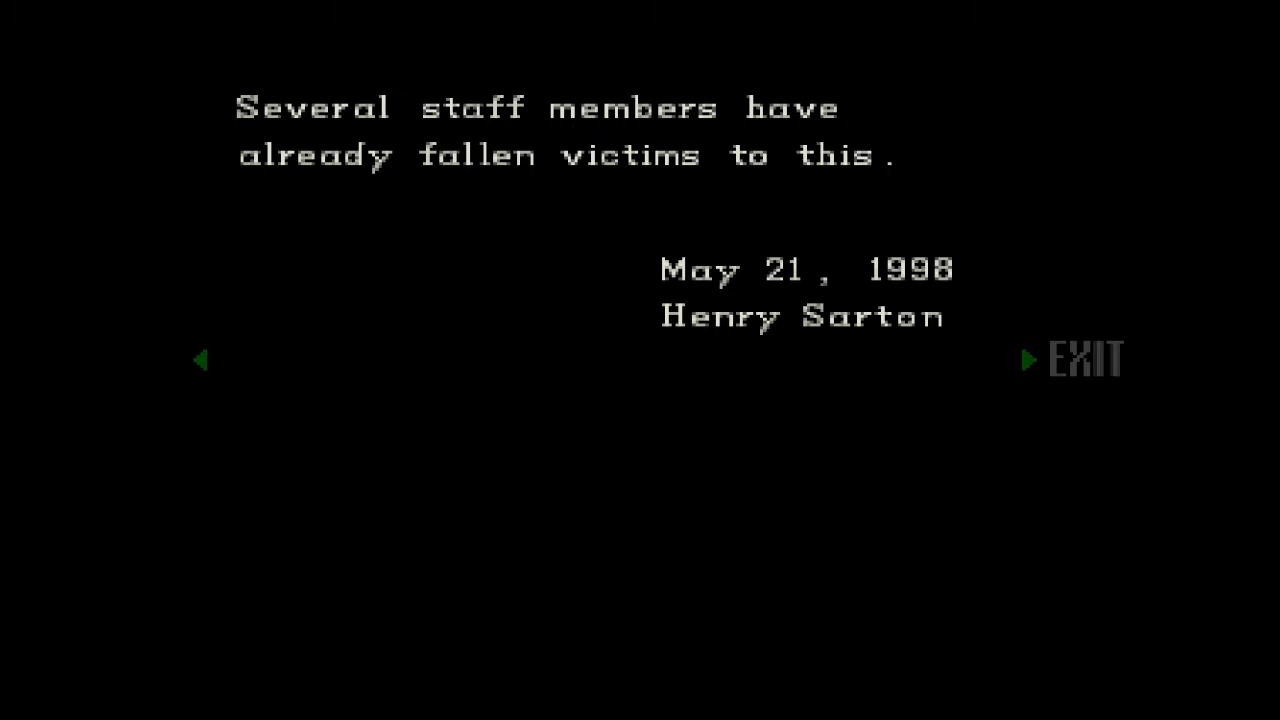 Several staff members have
already fallen victims to this.
May 21, 1998
Henry Sarton
EXIT